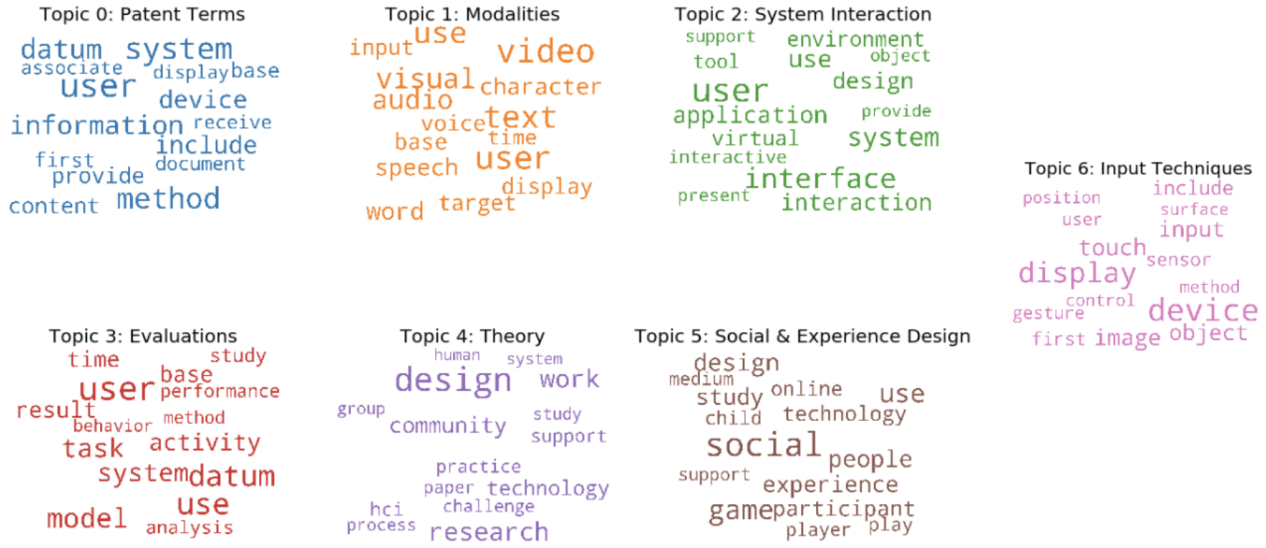 Topic 0: Patent Terms
datum system
associate display base
user device
information receive
include
first document
provide
content method
Topic 1: Modalities
use
input video
visual character
audio
voice text
base time
speech user
display
word target
Topic 2: System Interaction
support environment
tool use object
design
user
application provide
virtual system
interactive
interface
present interaction
Topic 6: Input Techniques
include
position surface
user input
touch
sensor
display
method
control
gesture device
first image object
Topic 3: Evaluations
time study
base
user performance
result
behavior method
task activity
system datum
use
model analysis
Topic 4: Theory
human system
design work
group study
community support
practice
paper technology
hci challenge
process research
Topic 5: Social & Experience Design
design
medium online
study use
child technology
social
people
support experience
game participant
player play